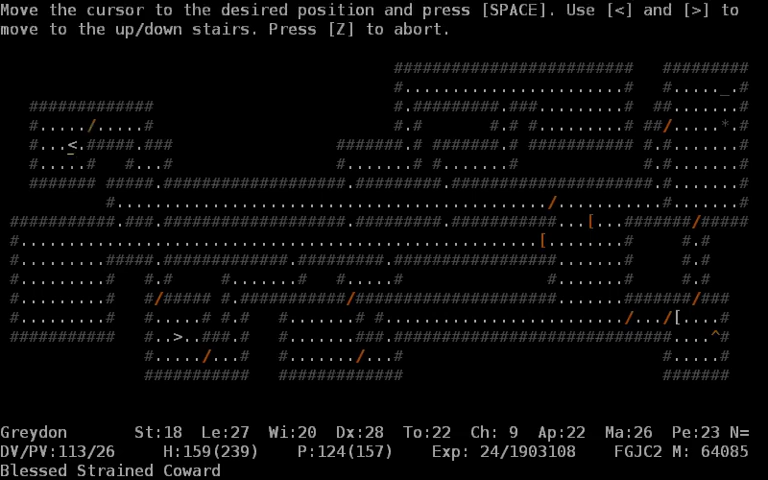 Move the cursor to the desired position and press [SPACE]. Use [<] and [>] to
move to the up/down stairs. Press [Z] to abort.
Greydon St:18 Le:27 Wi:20 Dx:28 To:22 Ch: 9 Ap:22 Ma:26 Pe:23 N=
DV/PV:113/26 H:159(239) P:124(157) Exp: 24/1903108 FGJC2 M: 64085
Blessed Strained Coward